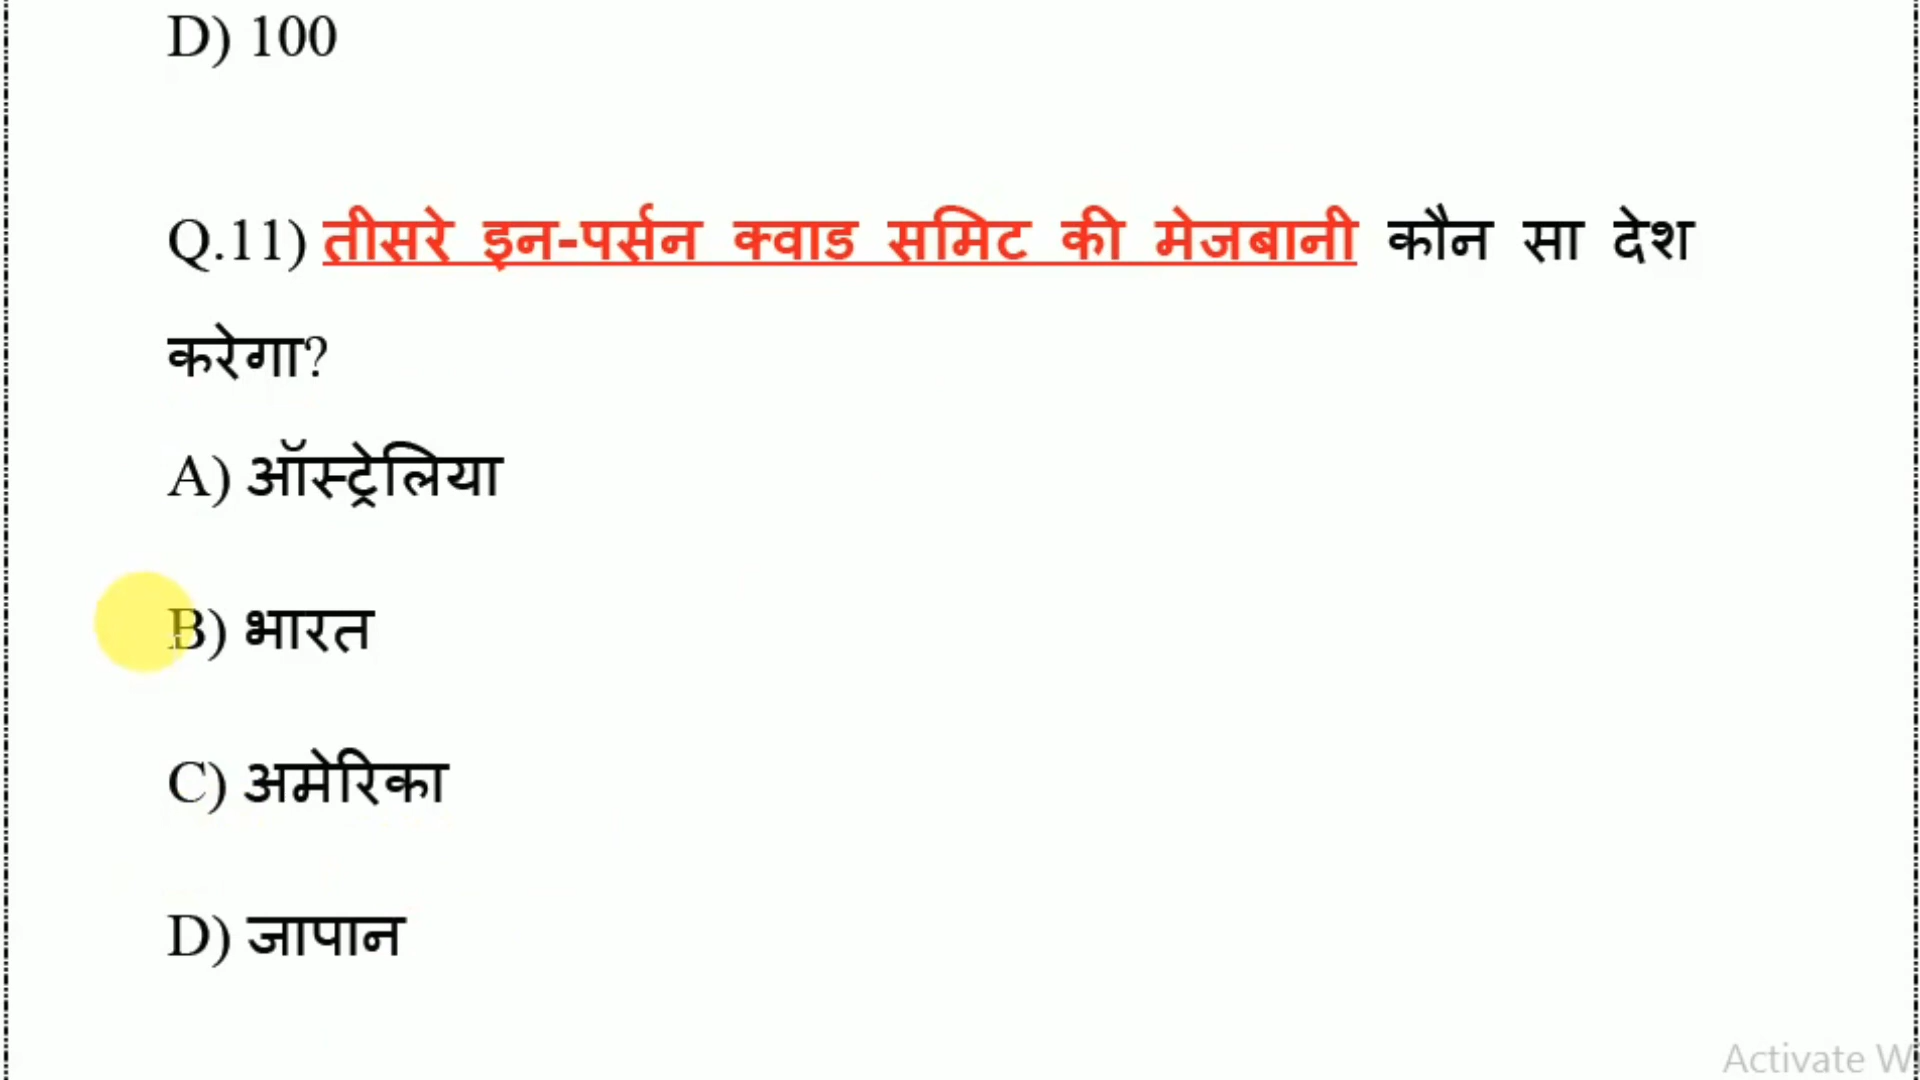 D) 100
Q.11) तीसरे इन-पर्सन क्वाड समिट की मेजबानी कौन सा देश
करेगा?
A) ऑस्ट्रेलिया
B) भारत
C) अमेरिका
D) जापान
Activate W